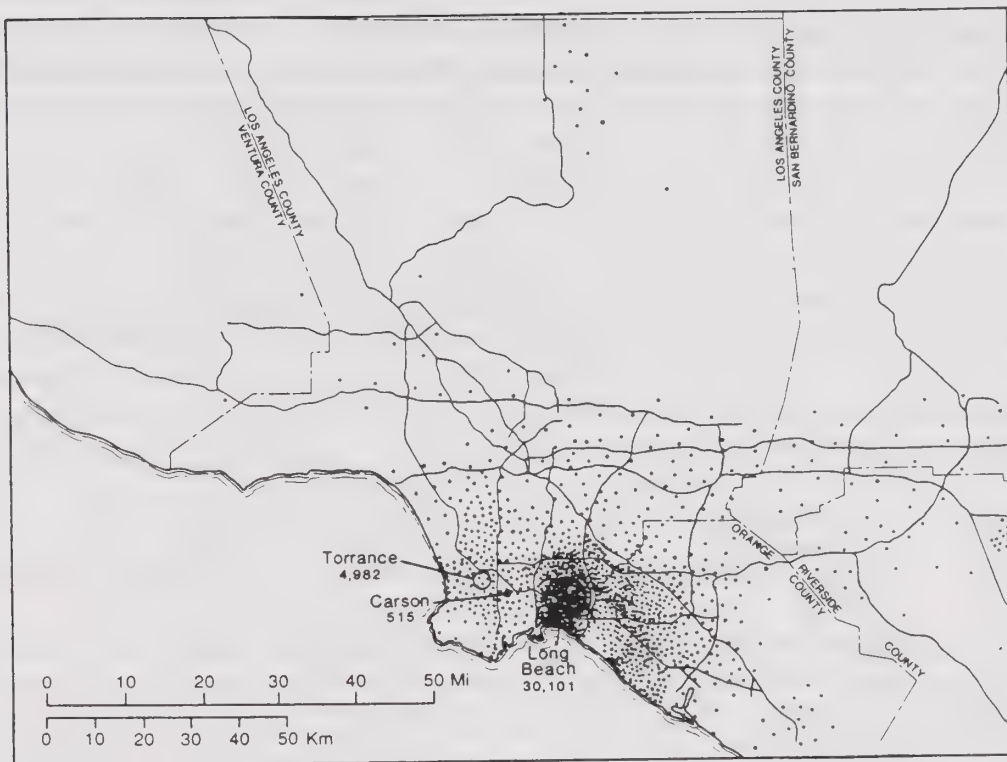 LOS ANGELES COUNTY
VENTURA COUNTY
LOS ANGELES COUNTY
SAN BERNARDINO COUNTY
Torrance
4,982
Carson
515
Long
Beach
30,101
ORANGE
RIVERSIDE
COUNTY
COUNTY
0 10 20 30 40 50 Mi
0 10 20 30 40 50 Km